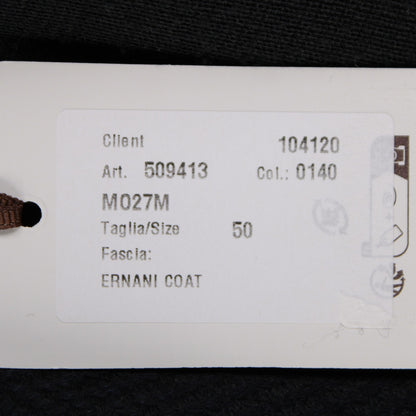 Client 104120
Art. 509413 Col.: 0140
M027M
Taglia/Size 50
Fascia:
ERNANI COAT